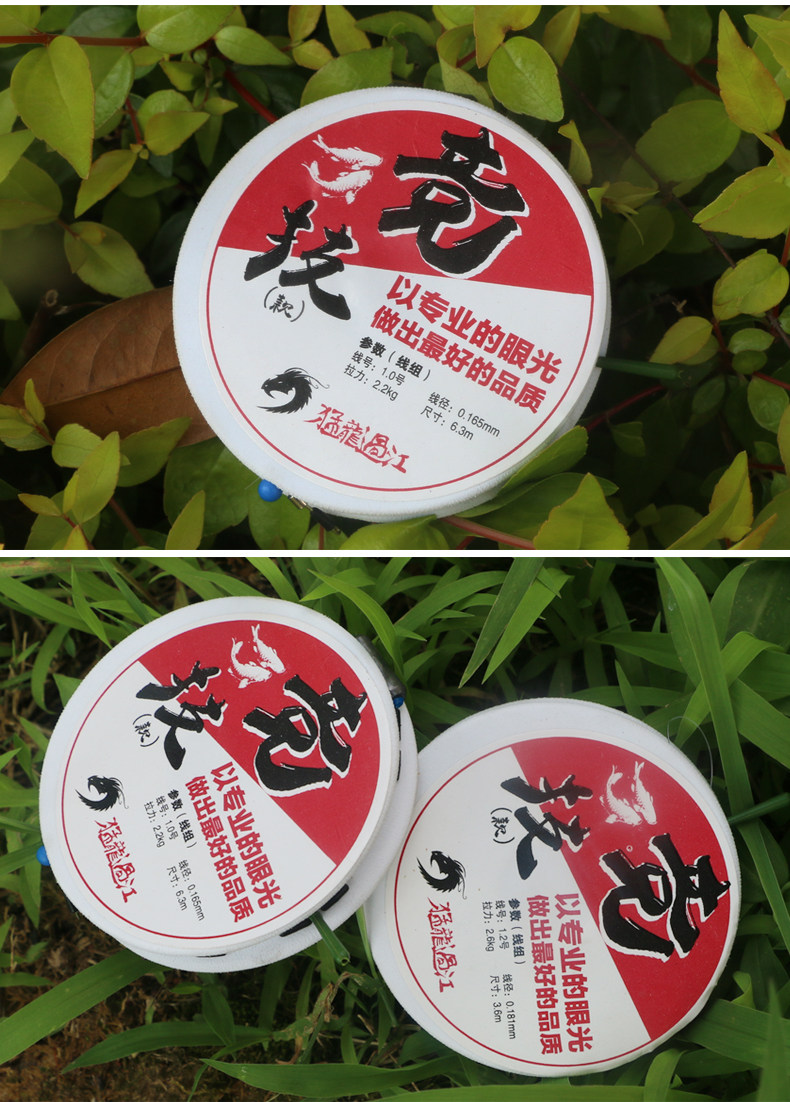 竞
技
(款)
以专业的眼光
做出最好的品质
参数（线组）
线号：1.0号 线径：0.165mm
拉力：2.2kg 尺寸：6.3m
猛龍過江
竞
技
(款)
以专业的眼光
做出最好的品质
参数（线组）
线号：1.0号 线径：0.165mm
拉力：2.2kg 尺寸：6.3m
猛龍過江
竞
技
(款)
以专业的眼光
做出最好的品质
参数（线组）
线号：1.2号 线径：0.181mm
拉力：2.6kg 尺寸：3.6m
猛龍過江